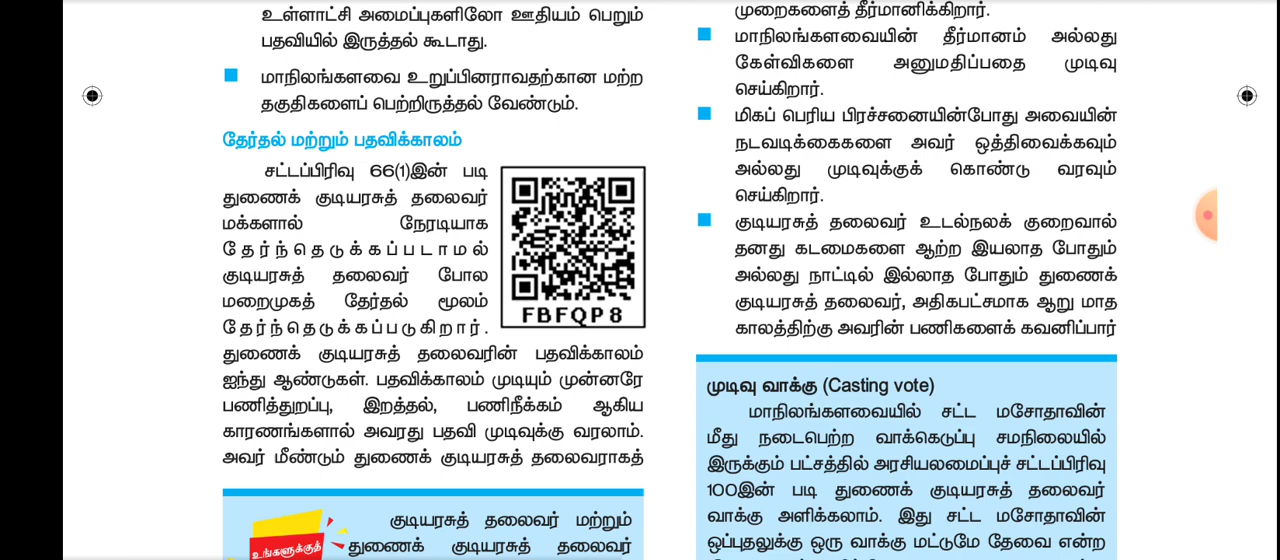 உள்ளாட்சி அமைப்புகளிலோ ஊதியம் பெறும்
பதவியில் இருத்தல் கூடாது.
மாநிலங்களவை உறுப்பினராவதற்கான மற்ற
தகுதிகளைப் பெற்றிருத்தல் வேண்டும்.
தேர்தல் மற்றும் பதவிக்காலம்
சட்டப்பிரிவு 66(1)இன் படி
துணைக் குடியரசுத் தலைவர்
மக்களால் நேரடியாக
தேர்ந்தெடுக்கப்படாமல்
குடியரசுத் தலைவர் போல
மறைமுகத் தேர்தல் மூலம்
தேர்ந்தெடுக்கப்படுகிறார்.
FBFQP8
துணைக் குடியரசுத் தலைவரின் பதவிக்காலம்
ஐந்து ஆண்டுகள். பதவிக்காலம் முடியும் முன்னரே
பணித்துறப்பு, இறத்தல், பணிநீக்கம் ஆகிய
காரணங்களால் அவரது பதவி முடிவுக்கு வரலாம்.
அவர் மீண்டும் துணைக் குடியரசுத் தலைவராகத்
உங்களுக்குத்
குடியரசுத் தலைவர் மற்றும்
துணைக் குடியரசுத் தலைவர்
முறைகளைத் தீர்மானிக்கிறார்.
மாநிலங்களவையின் தீர்மானம் அல்லது
கேள்விகளை அனுமதிப்பதை முடிவு
செய்கிறார்.
மிகப் பெரிய பிரச்சனையின்போது அவையின்
நடவடிக்கைகளை அவர் ஒத்திவைக்கவும்
அல்லது முடிவுக்குக் கொண்டு வரவும்
செய்கிறார்.
குடியரசுத் தலைவர் உடல்நலக் குறைவால்
தனது கடமைகளை ஆற்ற இயலாத போதும்
அல்லது நாட்டில் இல்லாத போதும் துணைக்
குடியரசுத் தலைவர், அதிகபட்சமாக ஆறு மாத
காலத்திற்கு அவரின் பணிகளைக் கவனிப்பார்
முடிவு வாக்கு (Casting vote)
மாநிலங்களவையில் சட்ட மசோதாவின்
மீது நடைபெற்ற வாக்கெடுப்பு சமநிலையில்
இருக்கும் பட்சத்தில் அரசியலமைப்புச் சட்டப்பிரிவு
100இன் படி துணைக் குடியரசுத் தலைவர்
வாக்கு அளிக்கலாம். இது சட்ட மசோதாவின்
ஒப்புதலுக்கு ஒரு வாக்கு மட்டுமே தேவை என்ற